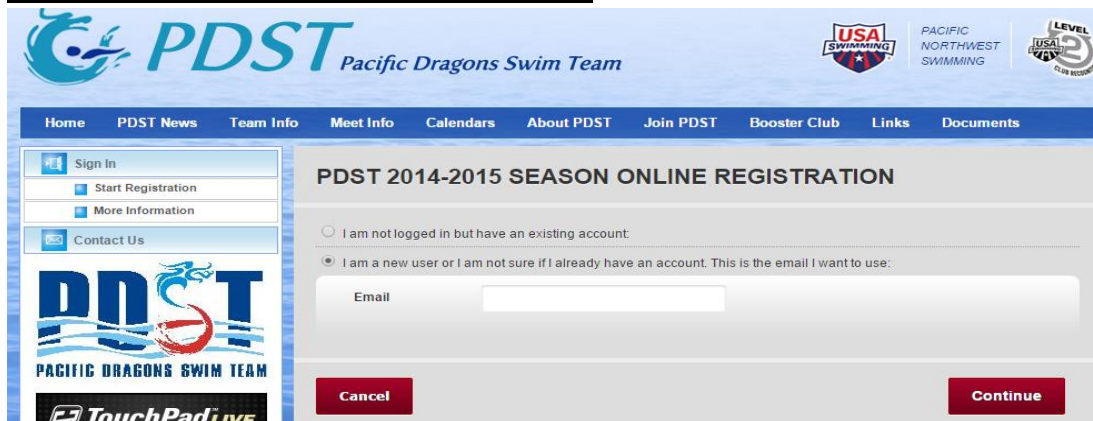 PDST Pacific Dragons Swim Team
USA
SWIMMING
PACIFIC
NORTHWEST
SWIMMING
LEVEL
USA 2
CLUB
Home PDST News Team Info Meet Info Calendars About PDST Join PDST Booster Club Links Documents
Sign In
Start Registration
More Information
Contact Us
PDST
PACIFIC DRAGONS SWIM TEAM
TouchPad LIVE
PDST 2014-2015 SEASON ONLINE REGISTRATION
I am not logged in but have an existing account:
I am a new user or I am not sure if I already have an account. This is the email I want to use:
Email
Cancel Continue